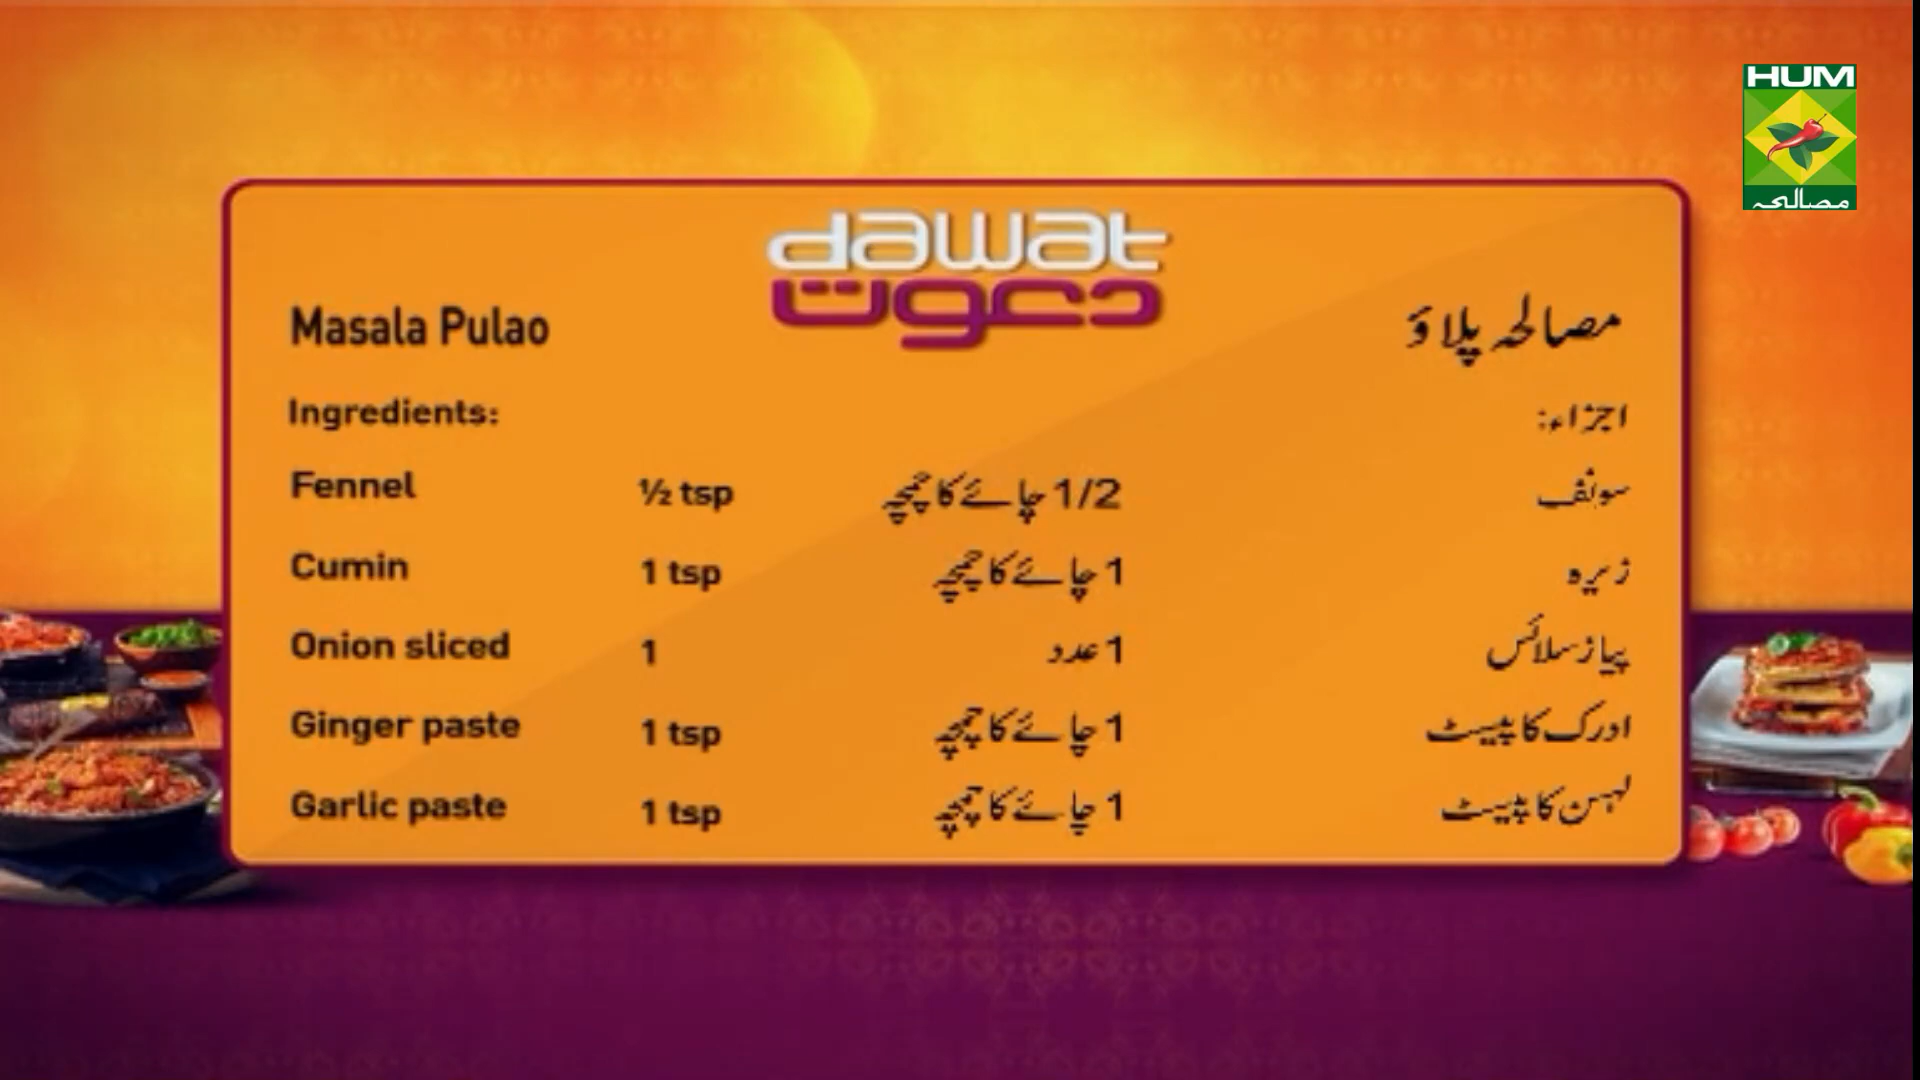 HUM
مصالحہ
dawat
دعوت
Masala Pulao مصالحہ پلاؤ
Ingredients: اجزاء:
Fennel ½ tsp 1/2 چائے کا چمچہ سونف
Cumin 1 tsp 1 چائے کا چمچہ زیرہ
Onion sliced 1 1 عدد پیاز سلائس
Ginger paste 1 tsp 1 چائے کا چمچہ ادرک کا پیسٹ
Garlic paste 1 tsp 1 چائے کا چمچہ لہسن کا پیسٹ